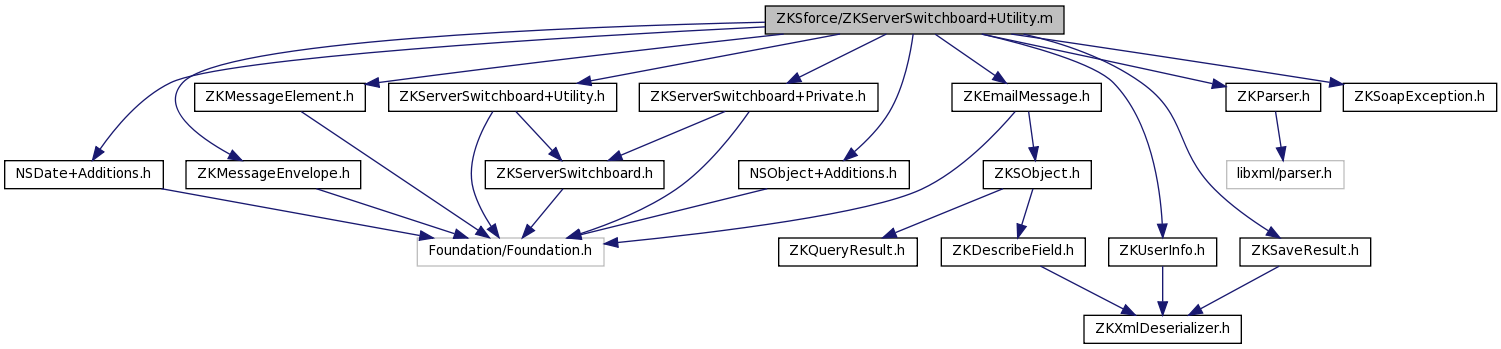 ZKSforce/ZKServerSwitchboard+Utility.m
ZKMessageElement.h
ZKServerSwitchboard+Utility.h
ZKServerSwitchboard+Private.h
ZKEmailMessage.h
ZKParser.h
ZKSoapException.h
NSDate+Additions.h
ZKMessageEnvelope.h
ZKServerSwitchboard.h
NSObject+Additions.h
ZKSObject.h
libxml/parser.h
Foundation/Foundation.h
ZKQueryResult.h
ZKDescribeField.h
ZKUserInfo.h
ZKSaveResult.h
ZKXmlDeserializer.h